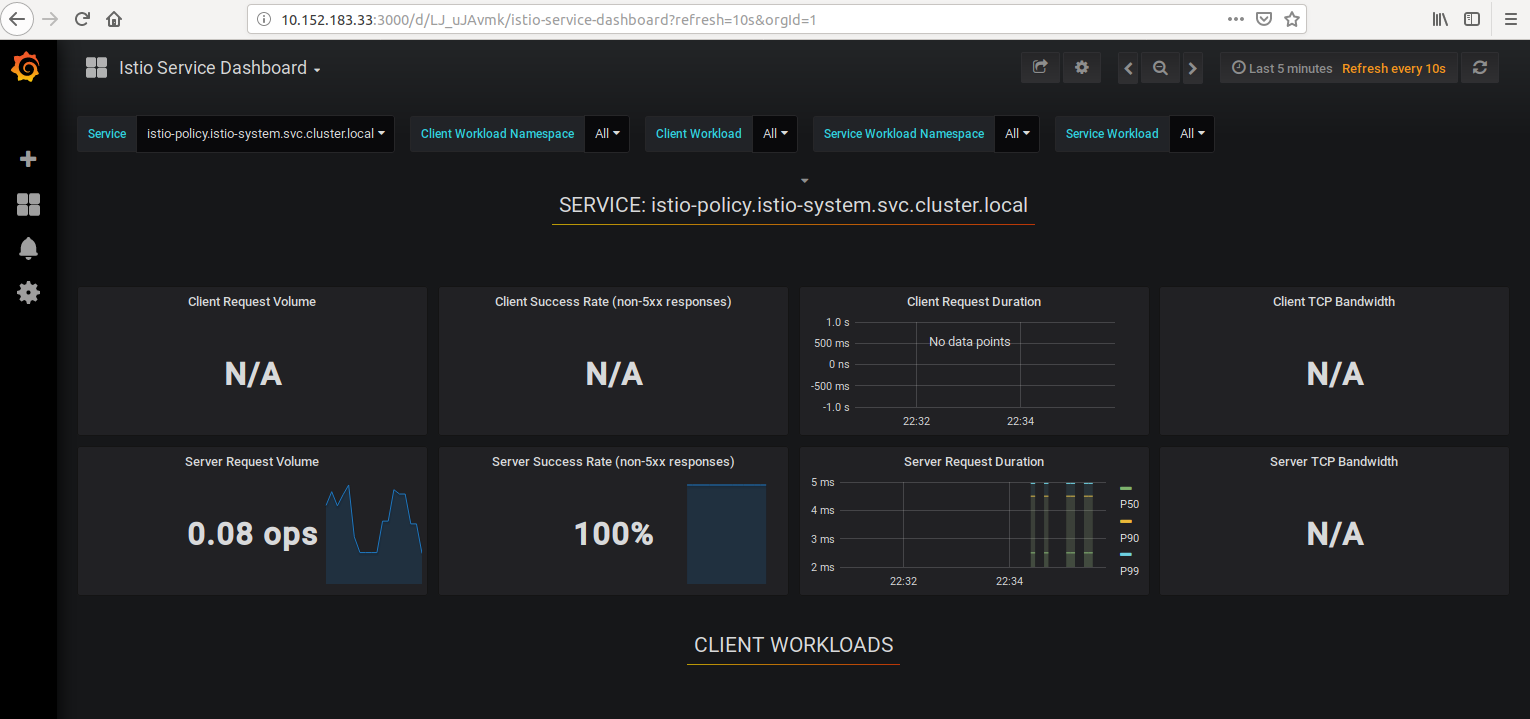 10.152.183.33:3000/d/LJ_uJAvmk/istio-service-dashboard?refresh=10s&orgId=1
Istio Service Dashboard
Last 5 minutes Refresh every 10s
Service istio-policy.istio-system.svc.cluster.local Client Workload Namespace All Client Workload All Service Workload Namespace All Service Workload All
SERVICE: istio-policy.istio-system.svc.cluster.local
Client Request Volume
N/A
Client Success Rate (non-5xx responses)
N/A
Client Request Duration
1.0 s
500 ms
0 ns
-500 ms
-1.0 s
No data points
22:32 22:34
Client TCP Bandwidth
N/A
Server Request Volume
0.08 ops
Server Success Rate (non-5xx responses)
100%
Server Request Duration
5 ms
4 ms
3 ms
2 ms
22:32 22:34
P50
P90
P99
Server TCP Bandwidth
N/A
CLIENT WORKLOADS